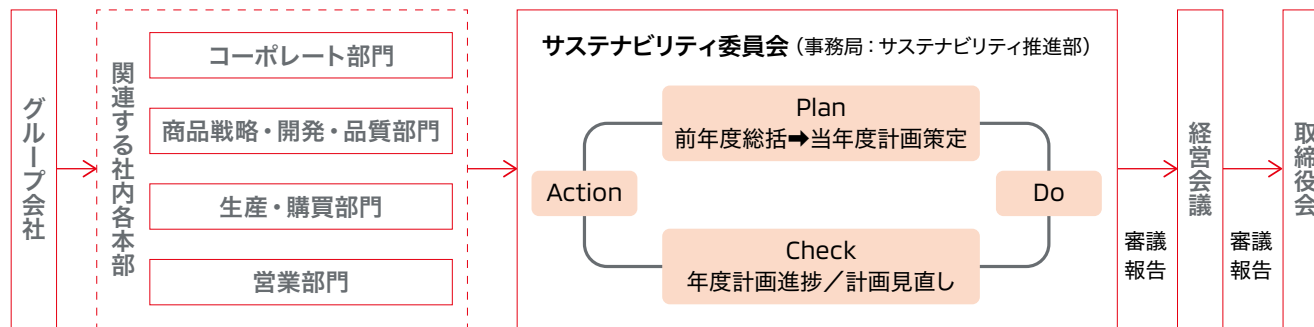 グループ会社
関連する社内各本部
コーポレート部門
商品戦略・開発・品質部門
生産・購買部門
営業部門
サステナビリティ委員会（事務局：サステナビリティ推進部）
Plan
前年度総括➡当年度計画策定
Action
Do
Check
年度計画進捗／計画見直し
審議
報告
経営会議
審議
報告
取締役会